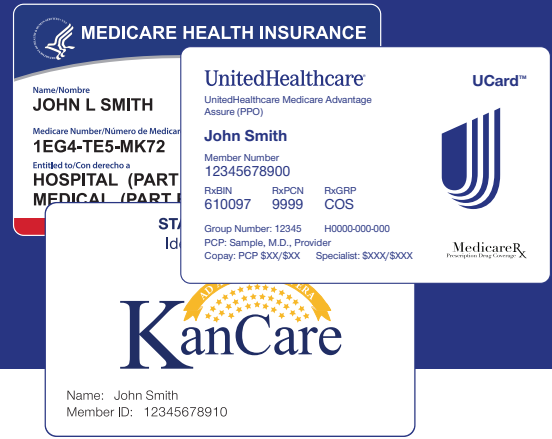 MEDICARE HEALTH INSURANCE
Name/Nombre
JOHN L SMITH
Medicare Number/Número de Medicar
1EG4-TE5-MK72
Entitled to/Con derecho a
HOSPITAL (PART
MEDICAL (PART
UnitedHealthcare®
UCard™
UnitedHealthcare Medicare Advantage
Assure (PPO)
John Smith
Member Number
12345678900
RxBIN RxPCN RxGRP
610097 9999 COS
Group Number: 12345 H0000-000-000
PCP: Sample, M.D., Provider
Copay: PCP $XX/$XX Specialist: $XXX/$XXX
MedicareRx
Prescription Drug Coverage
STA
Ide
AD
ERA
KanCare
Name: John Smith
Member ID: 12345678910